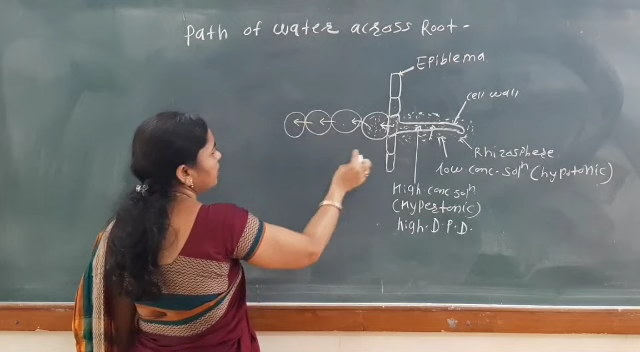 Path of water across Root-
Epiblema
cell wall
Rhizosphere
low conc. solⁿ (hypotonic)
High conc solⁿ
(Hypertonic)
high. D. P. D.